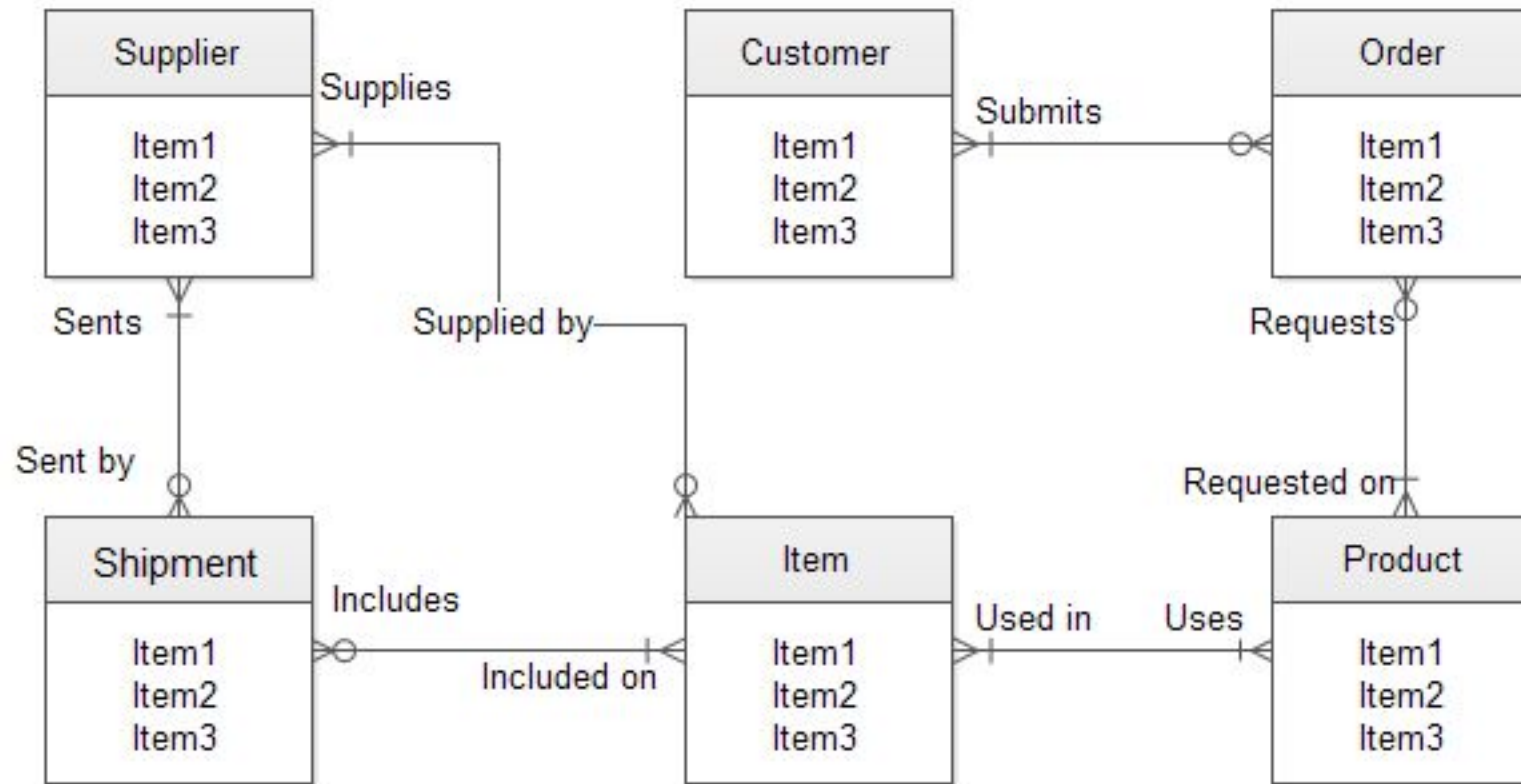 Supplier
Item1
Item2
Item3
Supplies
Customer
Item1
Item2
Item3
Submits
Order
Item1
Item2
Item3
Sents
Supplied by
Requests
Sent by
Requested on
Shipment
Item1
Item2
Item3
Includes
Included on
Item
Item1
Item2
Item3
Used in
Uses
Product
Item1
Item2
Item3